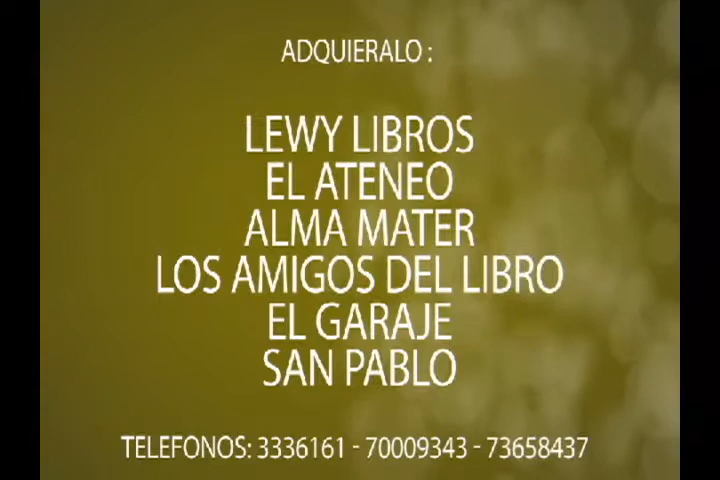 ADQUIERALO :
LEWY LIBROS
EL ATENEO
ALMA MATER
LOS AMIGOS DEL LIBRO
EL GARAJE
SAN PABLO
TELEFONOS: 3336161 - 70009343 - 73658437